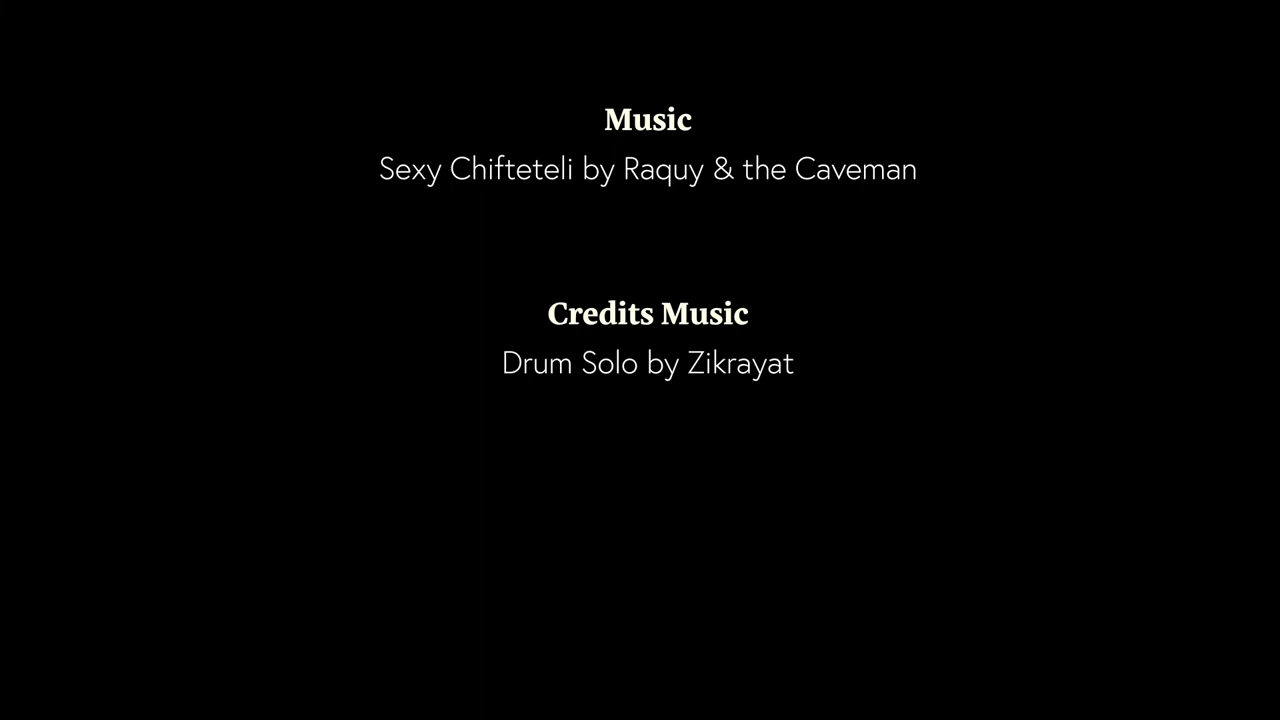 Music
Sexy Chifteteli by Raquy & the Caveman
Credits Music
Drum Solo by Zikrayat